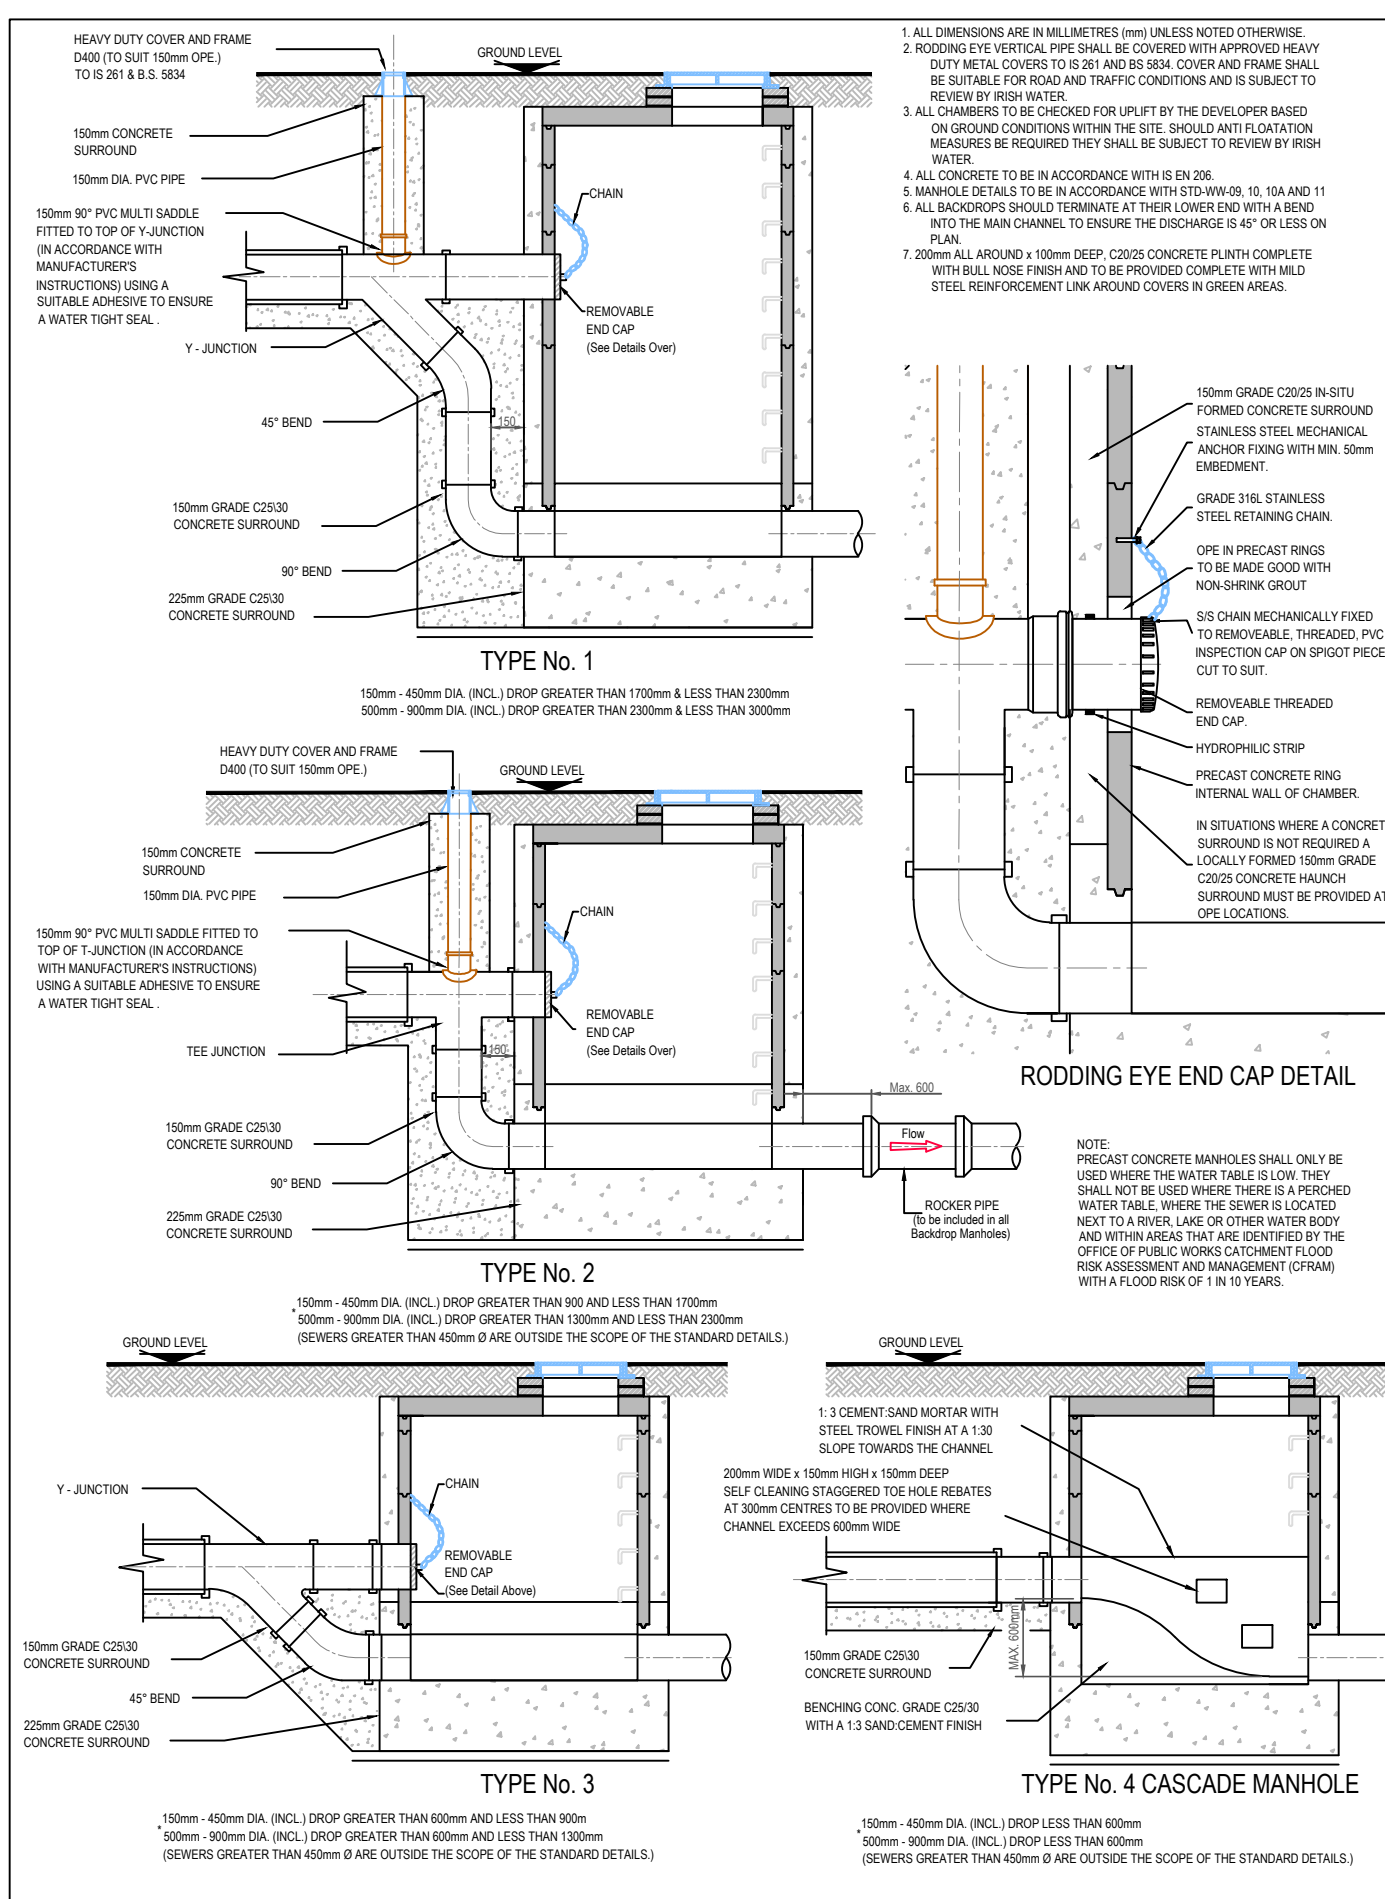 HEAVY DUTY COVER AND FRAME
D400 (TO SUIT 150mm OPE.)
TO IS 261 & B.S. 5834
GROUND LEVEL
150mm CONCRETE
SURROUND
150mm DIA. PVC PIPE
150mm 90° PVC MULTI SADDLE
FITTED TO TOP OF Y-JUNCTION
(IN ACCORDANCE WITH
MANUFACTURER'S
INSTRUCTIONS) USING A
SUITABLE ADHESIVE TO ENSURE
A WATER TIGHT SEAL .
CHAIN
REMOVABLE
END CAP
(See Details Over)
Y - JUNCTION
45° BEND
150
150mm GRADE C25\30
CONCRETE SURROUND
90° BEND
225mm GRADE C25\30
CONCRETE SURROUND
TYPE No. 1
150mm - 450mm DIA. (INCL.) DROP GREATER THAN 1700mm & LESS THAN 2300mm
500mm - 900mm DIA. (INCL.) DROP GREATER THAN 2300mm & LESS THAN 3000mm
1. ALL DIMENSIONS ARE IN MILLIMETRES (mm) UNLESS NOTED OTHERWISE.
2. RODDING EYE VERTICAL PIPE SHALL BE COVERED WITH APPROVED HEAVY
DUTY METAL COVERS TO IS 261 AND BS 5834. COVER AND FRAME SHALL
BE SUITABLE FOR ROAD AND TRAFFIC CONDITIONS AND IS SUBJECT TO
REVIEW BY IRISH WATER.
3. ALL CHAMBERS TO BE CHECKED FOR UPLIFT BY THE DEVELOPER BASED
ON GROUND CONDITIONS WITHIN THE SITE. SHOULD ANTI FLOATATION
MEASURES BE REQUIRED THEY SHALL BE SUBJECT TO REVIEW BY IRISH
WATER.
4. ALL CONCRETE TO BE IN ACCORDANCE WITH IS EN 206.
5. MANHOLE DETAILS TO BE IN ACCORDANCE WITH STD-WW-09, 10, 10A AND 11
6. ALL BACKDROPS SHOULD TERMINATE AT THEIR LOWER END WITH A BEND
INTO THE MAIN CHANNEL TO ENSURE THE DISCHARGE IS 45° OR LESS ON
PLAN.
7. 200mm ALL AROUND x 100mm DEEP, C20/25 CONCRETE PLINTH COMPLETE
WITH BULL NOSE FINISH AND TO BE PROVIDED COMPLETE WITH MILD
STEEL REINFORCEMENT LINK AROUND COVERS IN GREEN AREAS.
150mm GRADE C20/25 IN-SITU
FORMED CONCRETE SURROUND
STAINLESS STEEL MECHANICAL
ANCHOR FIXING WITH MIN. 50mm
EMBEDMENT.
GRADE 316L STAINLESS
STEEL RETAINING CHAIN.
OPE IN PRECAST RINGS
TO BE MADE GOOD WITH
NON-SHRINK GROUT
S/S CHAIN MECHANICALLY FIXED
TO REMOVEABLE, THREADED, PVC
INSPECTION CAP ON SPIGOT PIECE
CUT TO SUIT.
REMOVEABLE THREADED
END CAP.
HYDROPHILIC STRIP
PRECAST CONCRETE RING
INTERNAL WALL OF CHAMBER.
IN SITUATIONS WHERE A CONCRET
SURROUND IS NOT REQUIRED A
LOCALLY FORMED 150mm GRADE
C20/25 CONCRETE HAUNCH
SURROUND MUST BE PROVIDED AT
OPE LOCATIONS.
RODDING EYE END CAP DETAIL
HEAVY DUTY COVER AND FRAME
D400 (TO SUIT 150mm OPE.)
GROUND LEVEL
150mm CONCRETE
SURROUND
150mm DIA. PVC PIPE
150mm 90° PVC MULTI SADDLE FITTED TO
TOP OF T-JUNCTION (IN ACCORDANCE
WITH MANUFACTURER'S INSTRUCTIONS)
USING A SUITABLE ADHESIVE TO ENSURE
A WATER TIGHT SEAL .
CHAIN
REMOVABLE
END CAP
(See Details Over)
TEE JUNCTION
150
Max. 600
Flow
150mm GRADE C25\30
CONCRETE SURROUND
90° BEND
225mm GRADE C25\30
CONCRETE SURROUND
ROCKER PIPE
(to be included in all
Backdrop Manholes)
TYPE No. 2
150mm - 450mm DIA. (INCL.) DROP GREATER THAN 900 AND LESS THAN 1700mm
* 500mm - 900mm DIA. (INCL.) DROP GREATER THAN 1300mm AND LESS THAN 2300mm
(SEWERS GREATER THAN 450mm Ø ARE OUTSIDE THE SCOPE OF THE STANDARD DETAILS.)
NOTE:
PRECAST CONCRETE MANHOLES SHALL ONLY BE
USED WHERE THE WATER TABLE IS LOW. THEY
SHALL NOT BE USED WHERE THERE IS A PERCHED
WATER TABLE, WHERE THE SEWER IS LOCATED
NEXT TO A RIVER, LAKE OR OTHER WATER BODY
AND WITHIN AREAS THAT ARE IDENTIFIED BY THE
OFFICE OF PUBLIC WORKS CATCHMENT FLOOD
RISK ASSESSMENT AND MANAGEMENT (CFRAM)
WITH A FLOOD RISK OF 1 IN 10 YEARS.
GROUND LEVEL
Y - JUNCTION
CHAIN
REMOVABLE
END CAP
(See Detail Above)
150mm GRADE C25\30
CONCRETE SURROUND
45° BEND
225mm GRADE C25\30
CONCRETE SURROUND
TYPE No. 3
150mm - 450mm DIA. (INCL.) DROP GREATER THAN 600mm AND LESS THAN 900m
* 500mm - 900mm DIA. (INCL.) DROP GREATER THAN 600mm AND LESS THAN 1300mm
(SEWERS GREATER THAN 450mm Ø ARE OUTSIDE THE SCOPE OF THE STANDARD DETAILS.)
GROUND LEVEL
1: 3 CEMENT:SAND MORTAR WITH
STEEL TROWEL FINISH AT A 1:30
SLOPE TOWARDS THE CHANNEL
200mm WIDE x 150mm HIGH x 150mm DEEP
SELF CLEANING STAGGERED TOE HOLE REBATES
AT 300mm CENTRES TO BE PROVIDED WHERE
CHANNEL EXCEEDS 600mm WIDE
MAX. 600mm
150mm GRADE C25\30
CONCRETE SURROUND
BENCHING CONC. GRADE C25/30
WITH A 1:3 SAND:CEMENT FINISH
TYPE No. 4 CASCADE MANHOLE
150mm - 450mm DIA. (INCL.) DROP LESS THAN 600mm
* 500mm - 900mm DIA. (INCL.) DROP LESS THAN 600mm
(SEWERS GREATER THAN 450mm Ø ARE OUTSIDE THE SCOPE OF THE STANDARD DETAILS.)